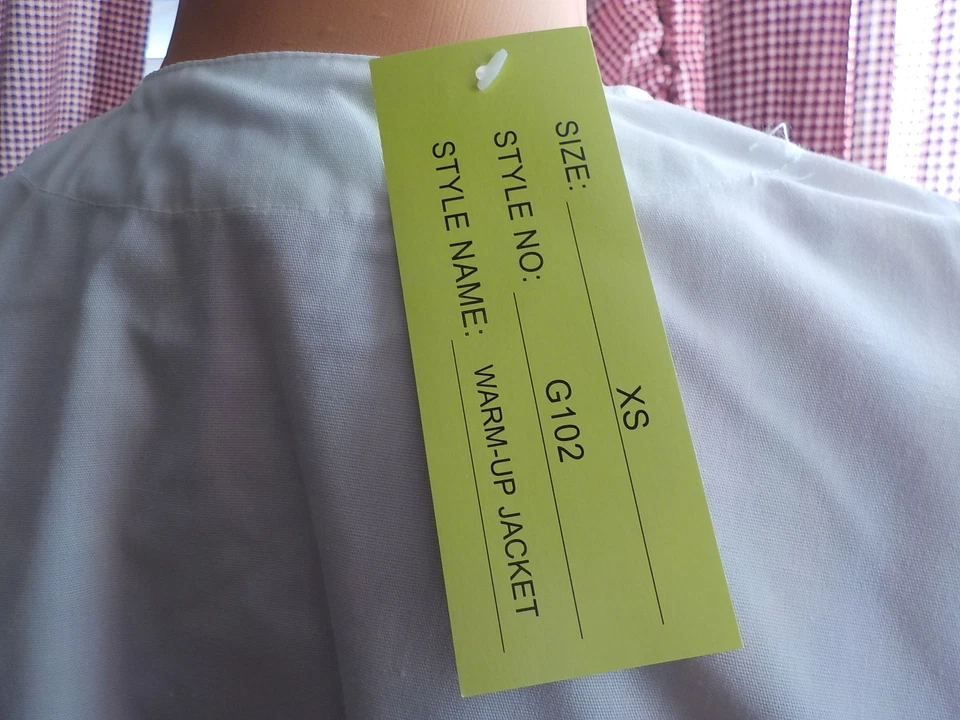 SIZE: XS
STYLE NO: G102
STYLE NAME: WARM-UP JACKET